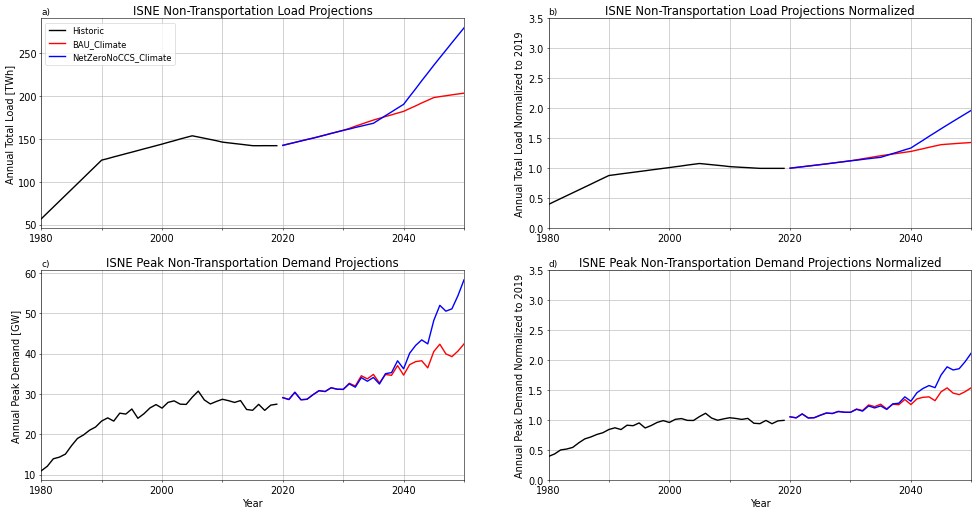 a)
ISNE Non-Transportation Load Projections
Historic
BAU_Climate
NetZeroNoCCS_Climate
Annual Total Load [TWh]
250
200
150
100
50
1980
2000
2020
2040
b)
ISNE Non-Transportation Load Projections Normalized
Annual Total Load Normalized to 2019
3.5
3.0
2.5
2.0
1.5
1.0
0.5
0.0
1980
2000
2020
2040
c)
ISNE Peak Non-Transportation Demand Projections
Annual Peak Demand [GW]
60
50
40
30
20
10
1980
2000
2020
2040
Year
d)
ISNE Peak Non-Transportation Demand Projections Normalized
Annual Peak Demand Normalized to 2019
3.5
3.0
2.5
2.0
1.5
1.0
0.5
0.0
1980
2000
2020
2040
Year